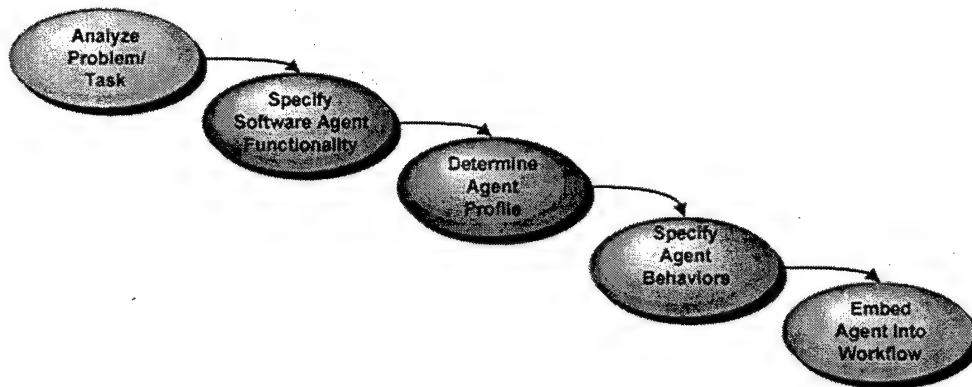 Analyze
Problem/
Task
Specify
Software Agent
Functionality
Determine
Agent
Profile
Specify
Agent
Behaviors
Embed
Agent Into
Workflow